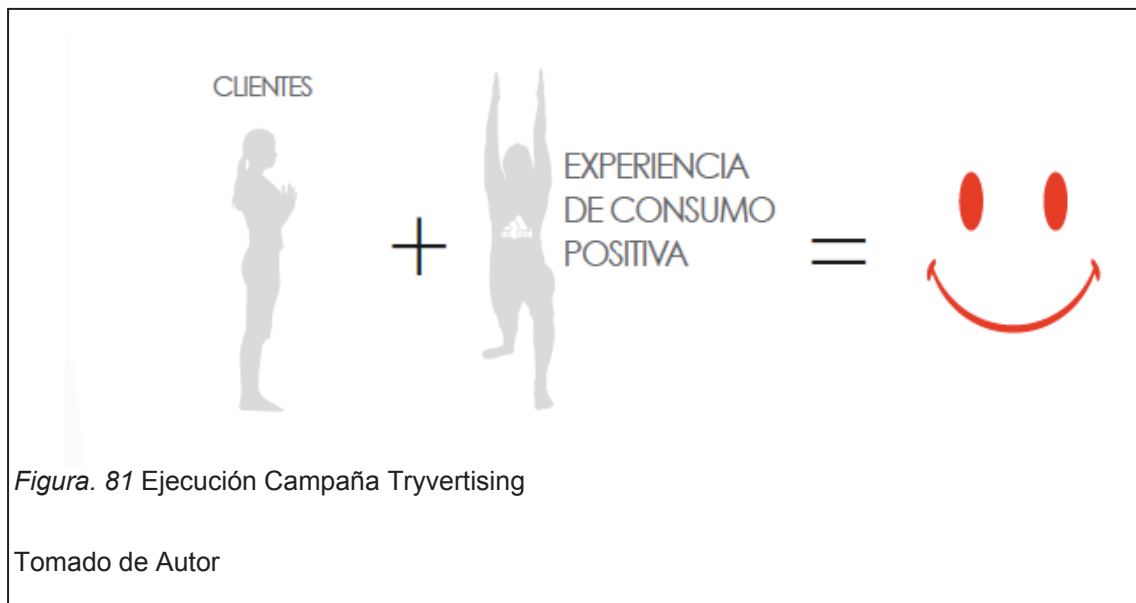 CLIENTES
EXPERIENCIA
DE CONSUMO
POSITIVA
+
=
Figura. 81 Ejecución Campaña Tryvertising
Tomado de Autor